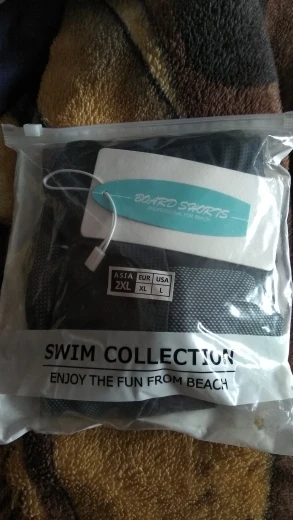 BOARD SHORTS
ASIA EUR USA
2XL XL L
SWIM COLLECTION
ENJOY THE FUN FROM BEACH